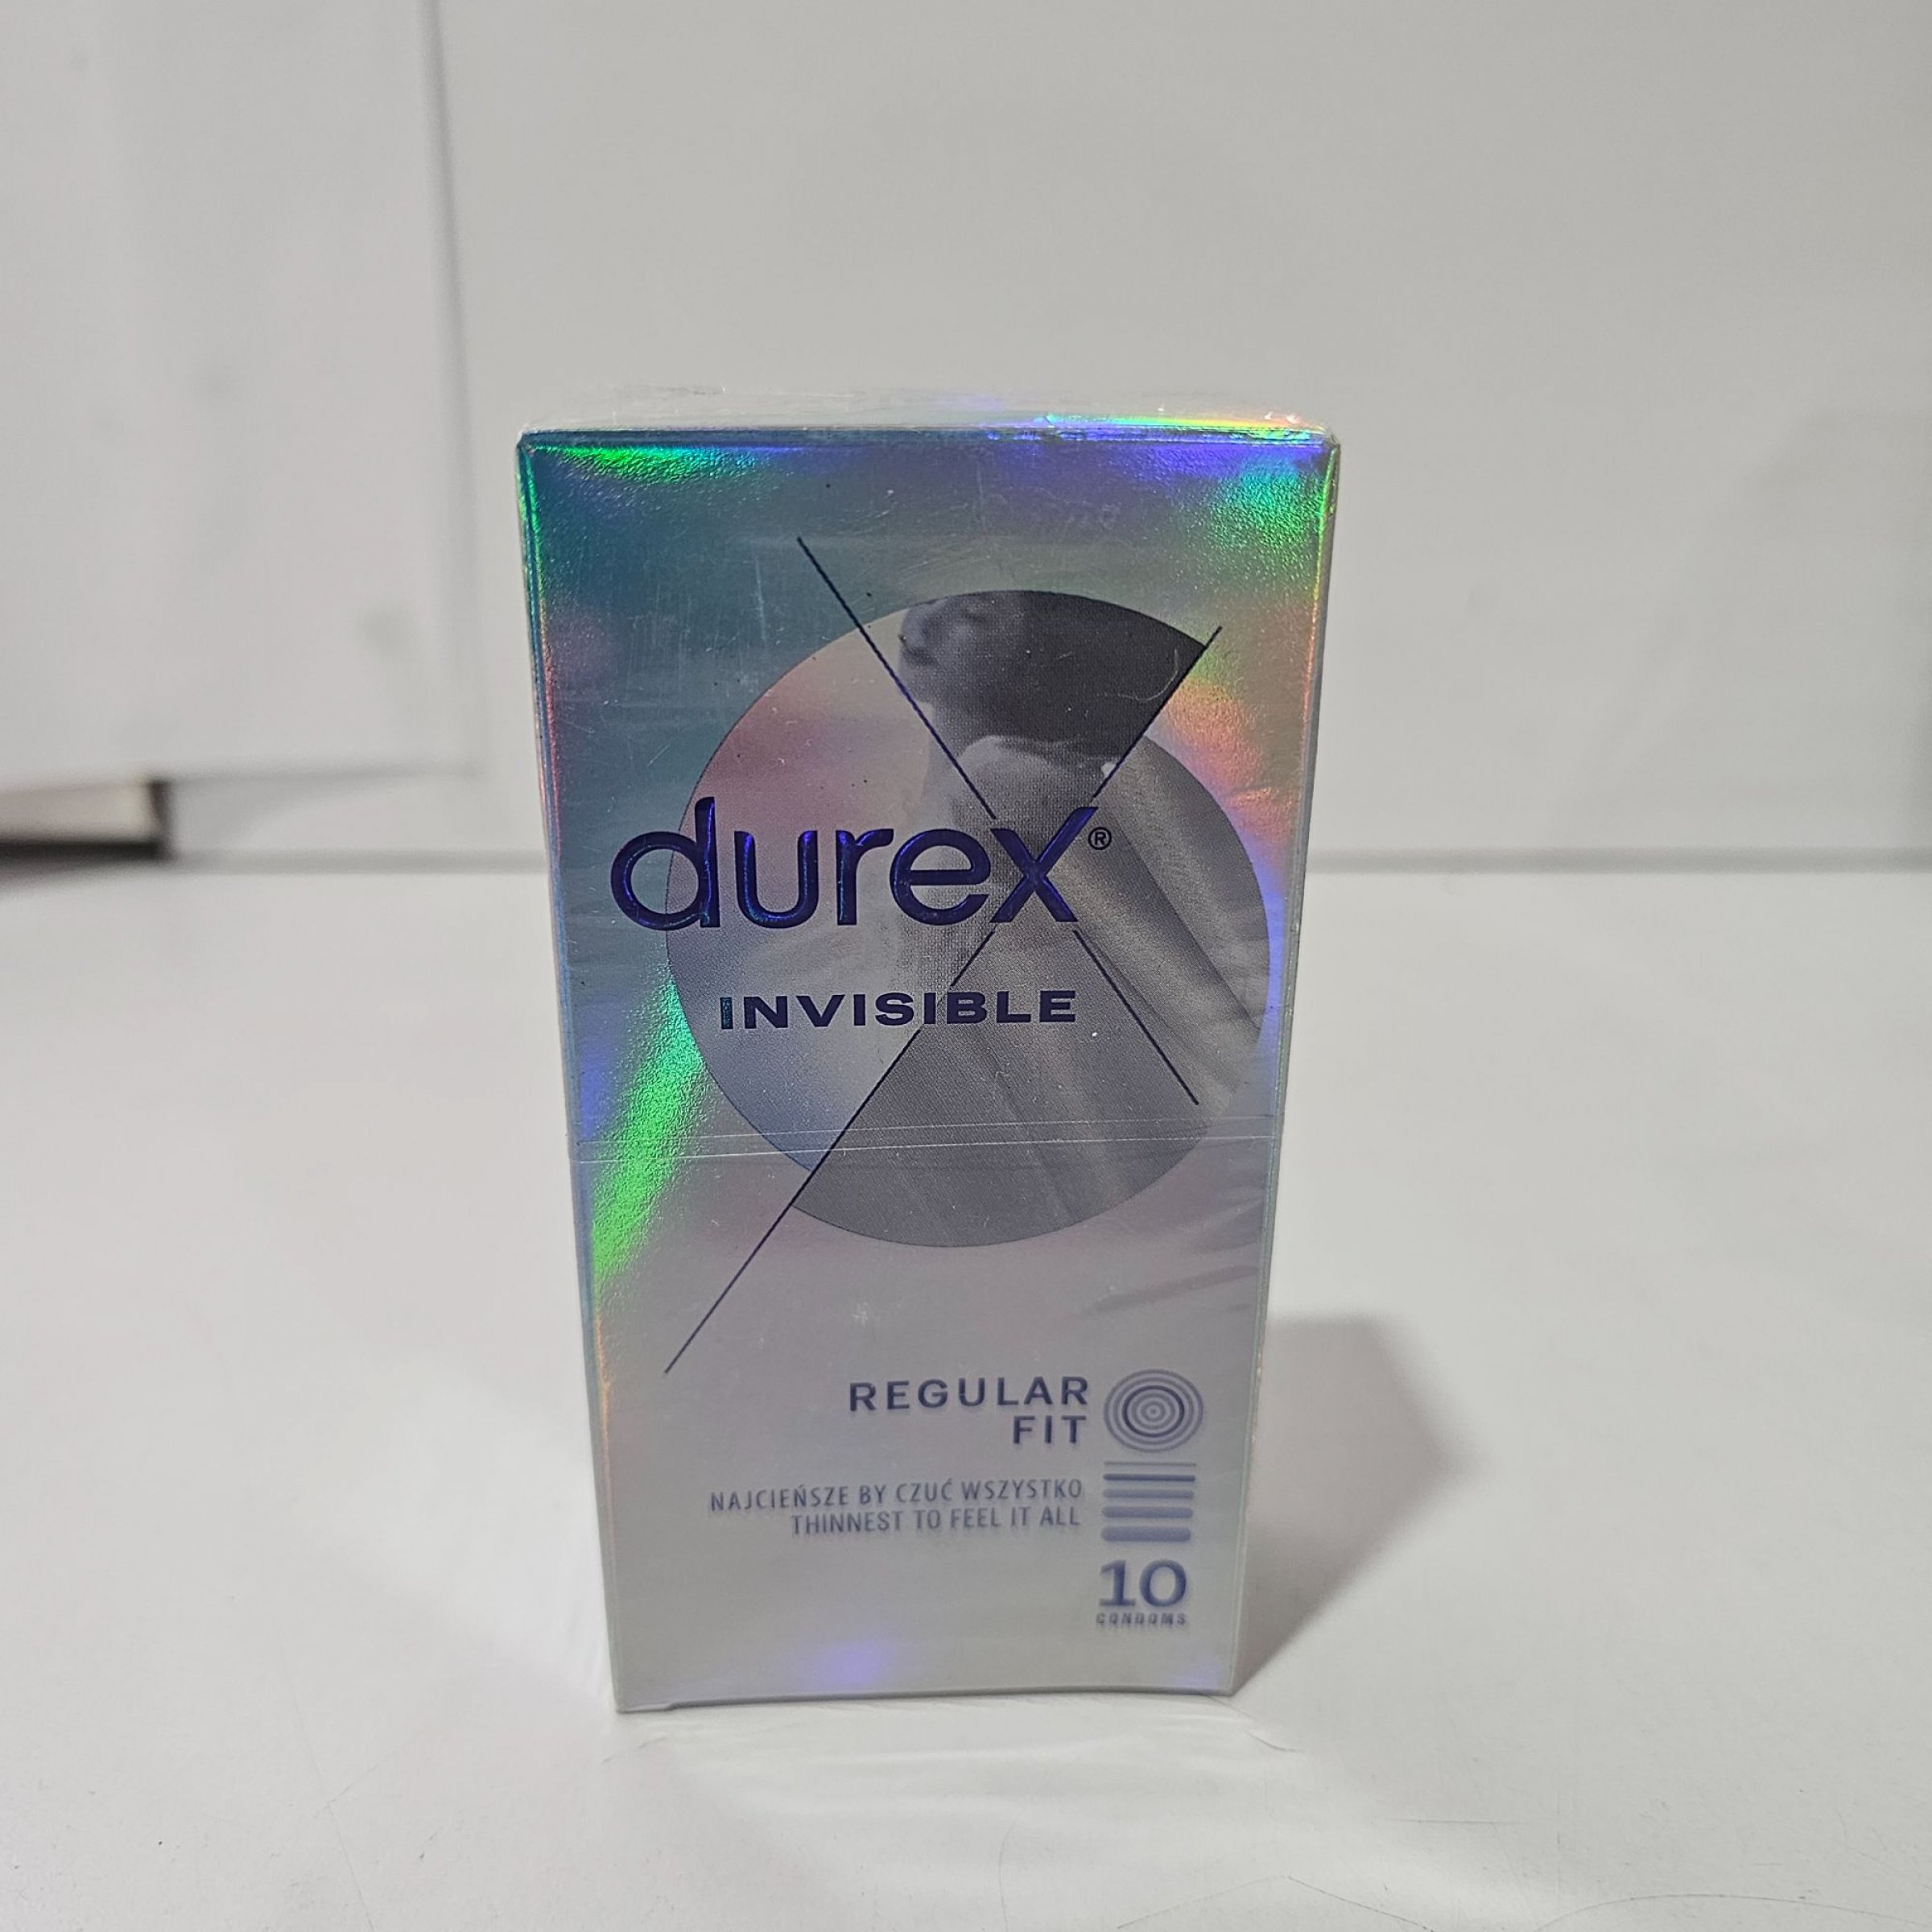 durex®
INVISIBLE
REGULAR
FIT
NAJCIEŃSZE BY CZUĆ WSZYSTKO
THINNEST TO FEEL IT ALL
10
CONDOMS